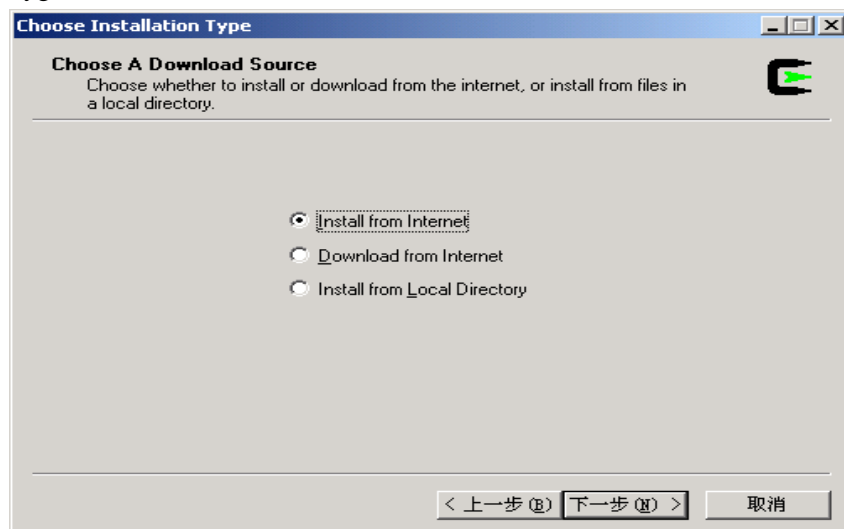 Choose Installation Type
Choose A Download Source
Choose whether to install or download from the internet, or install from files in
a local directory.
Install from Internet
Download from Internet
Install from Local Directory
< 上一步(B) 下一步(N) > 取消